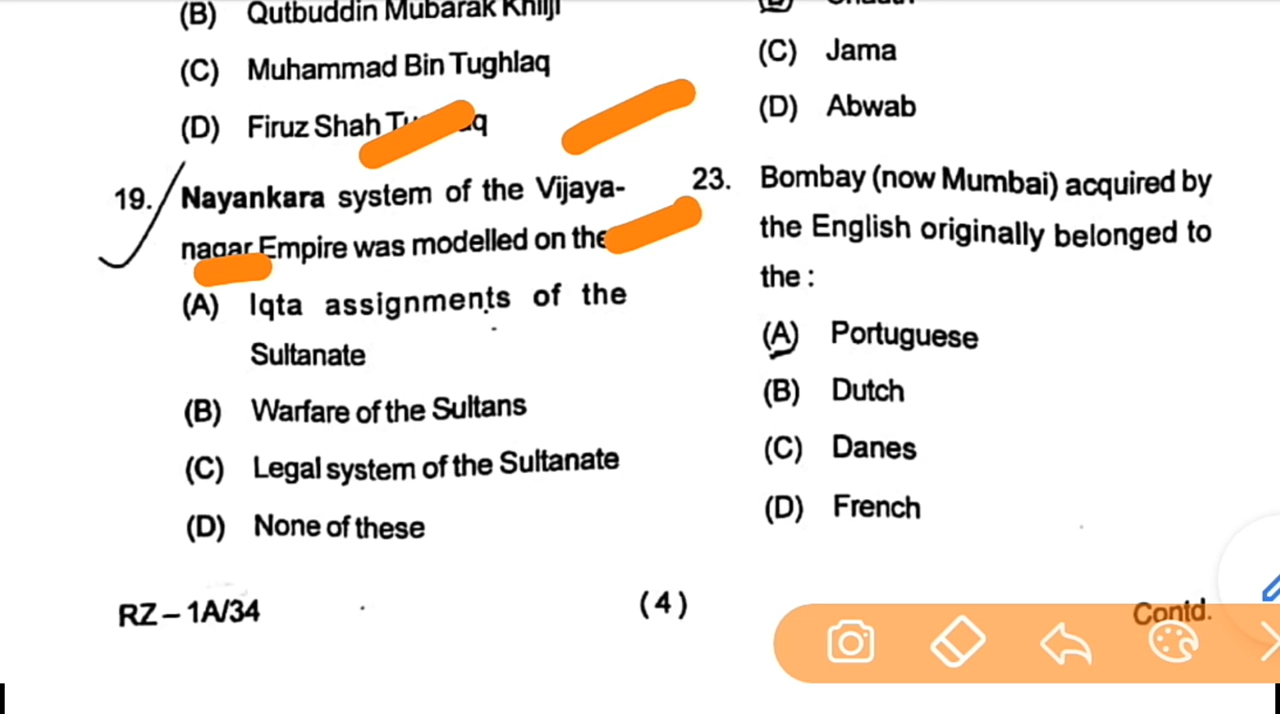 (B) Qutbuddin Mubarak Khilji
(C) Muhammad Bin Tughlaq
(D) Firuz Shah
19. Nayankara system of the Vijaya-
nagar Empire was modelled on the
(A) Iqta assignments of the
Sultanate
(B) Warfare of the Sultans
(C) Legal system of the Sultanate
(D) None of these
(C) Jama
(D) Abwab
23. Bombay (now Mumbai) acquired by
the English originally belonged to
the :
(A) Portuguese
(B) Dutch
(C) Danes
(D) French
RZ – 1A/34
(4)
Contd.